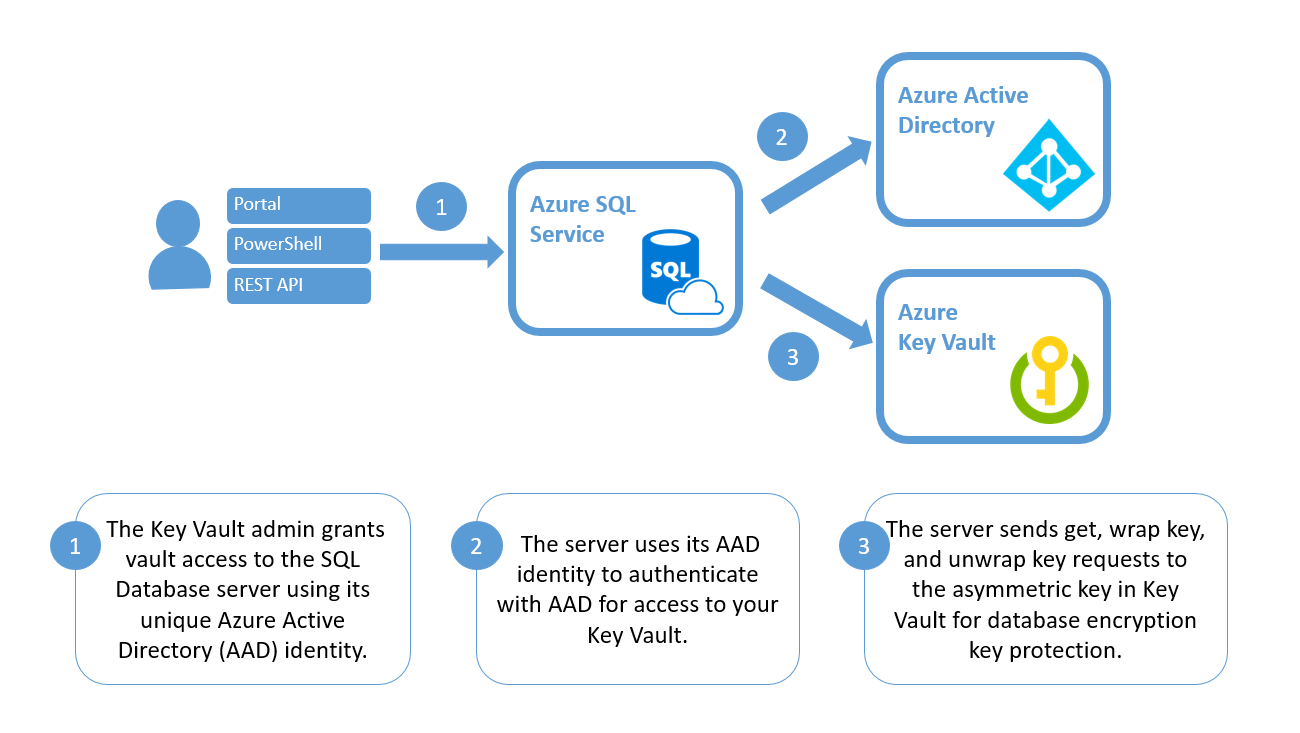 Portal
PowerShell
REST API
1
Azure SQL
Service
SQL
2
Azure Active
Directory
3
Azure
Key Vault
1
The Key Vault admin grants
vault access to the SQL
Database server using its
unique Azure Active
Directory (AAD) identity.
2
The server uses its AAD
identity to authenticate
with AAD for access to your
Key Vault.
3
The server sends get, wrap key,
and unwrap key requests to
the asymmetric key in Key
Vault for database encryption
key protection.